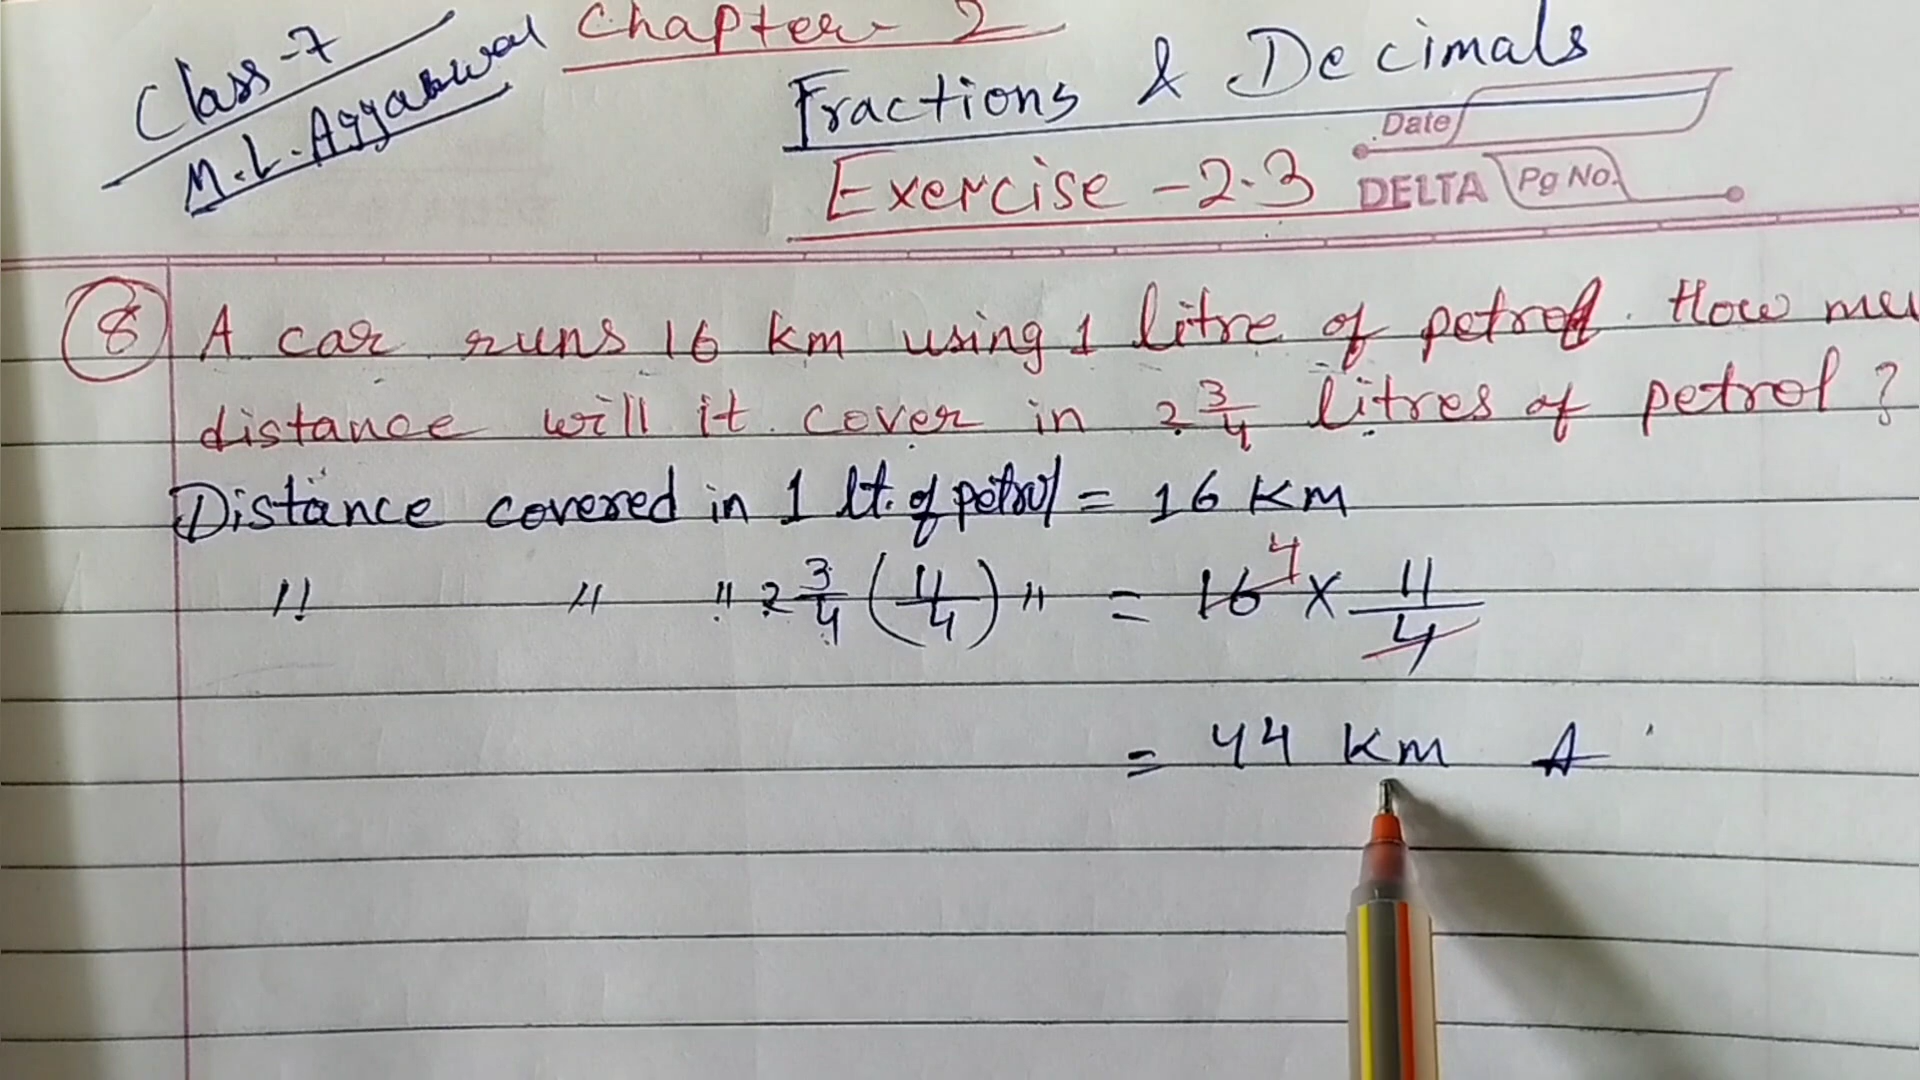 Class-7
M.L. Aggarwal
Chapter- 2
Fractions & Decimals
Exercise -2.3
Date
DELTA Pg No.
8 A car runs 16 km using 1 litre of petrol. How mu
distance will it cover in 2 3/4 litres of petrol?
Distance covered in 1 lt. of petrol = 16 KM
" " " 2 3/4 (11/4) " = 16 4 × 11/4
= 44 KM A